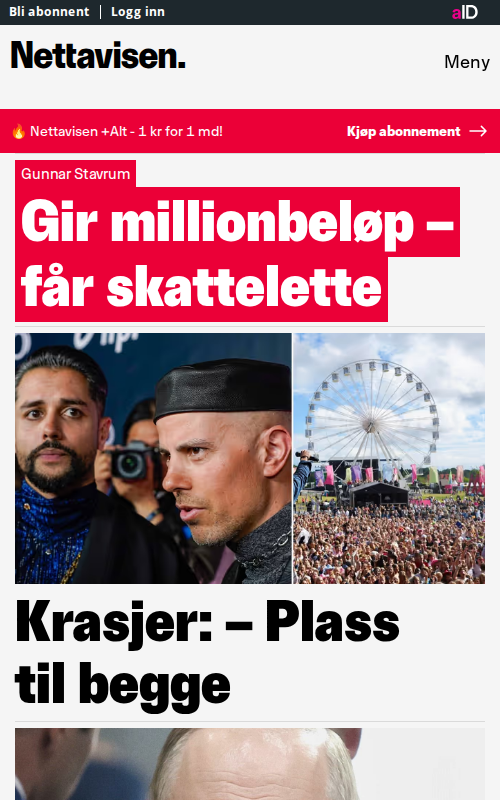 Bli abonnent
Logg inn
aID
Nettavisen.
Meny
🔥 Nettavisen +Alt - 1 kr for 1 md!
Kjøp abonnement →
Gunnar Stavrum
Gir millionbeløp –
får skattelette
Krasjer: – Plass
til begge